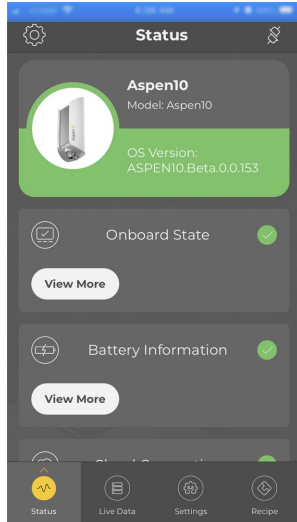 Status
Aspen10
Model: Aspen10
OS Version:
ASPEN10.Beta.0.0.153
Onboard State
View More
Battery Information
View More
Status
Live Data
Settings
Recipe